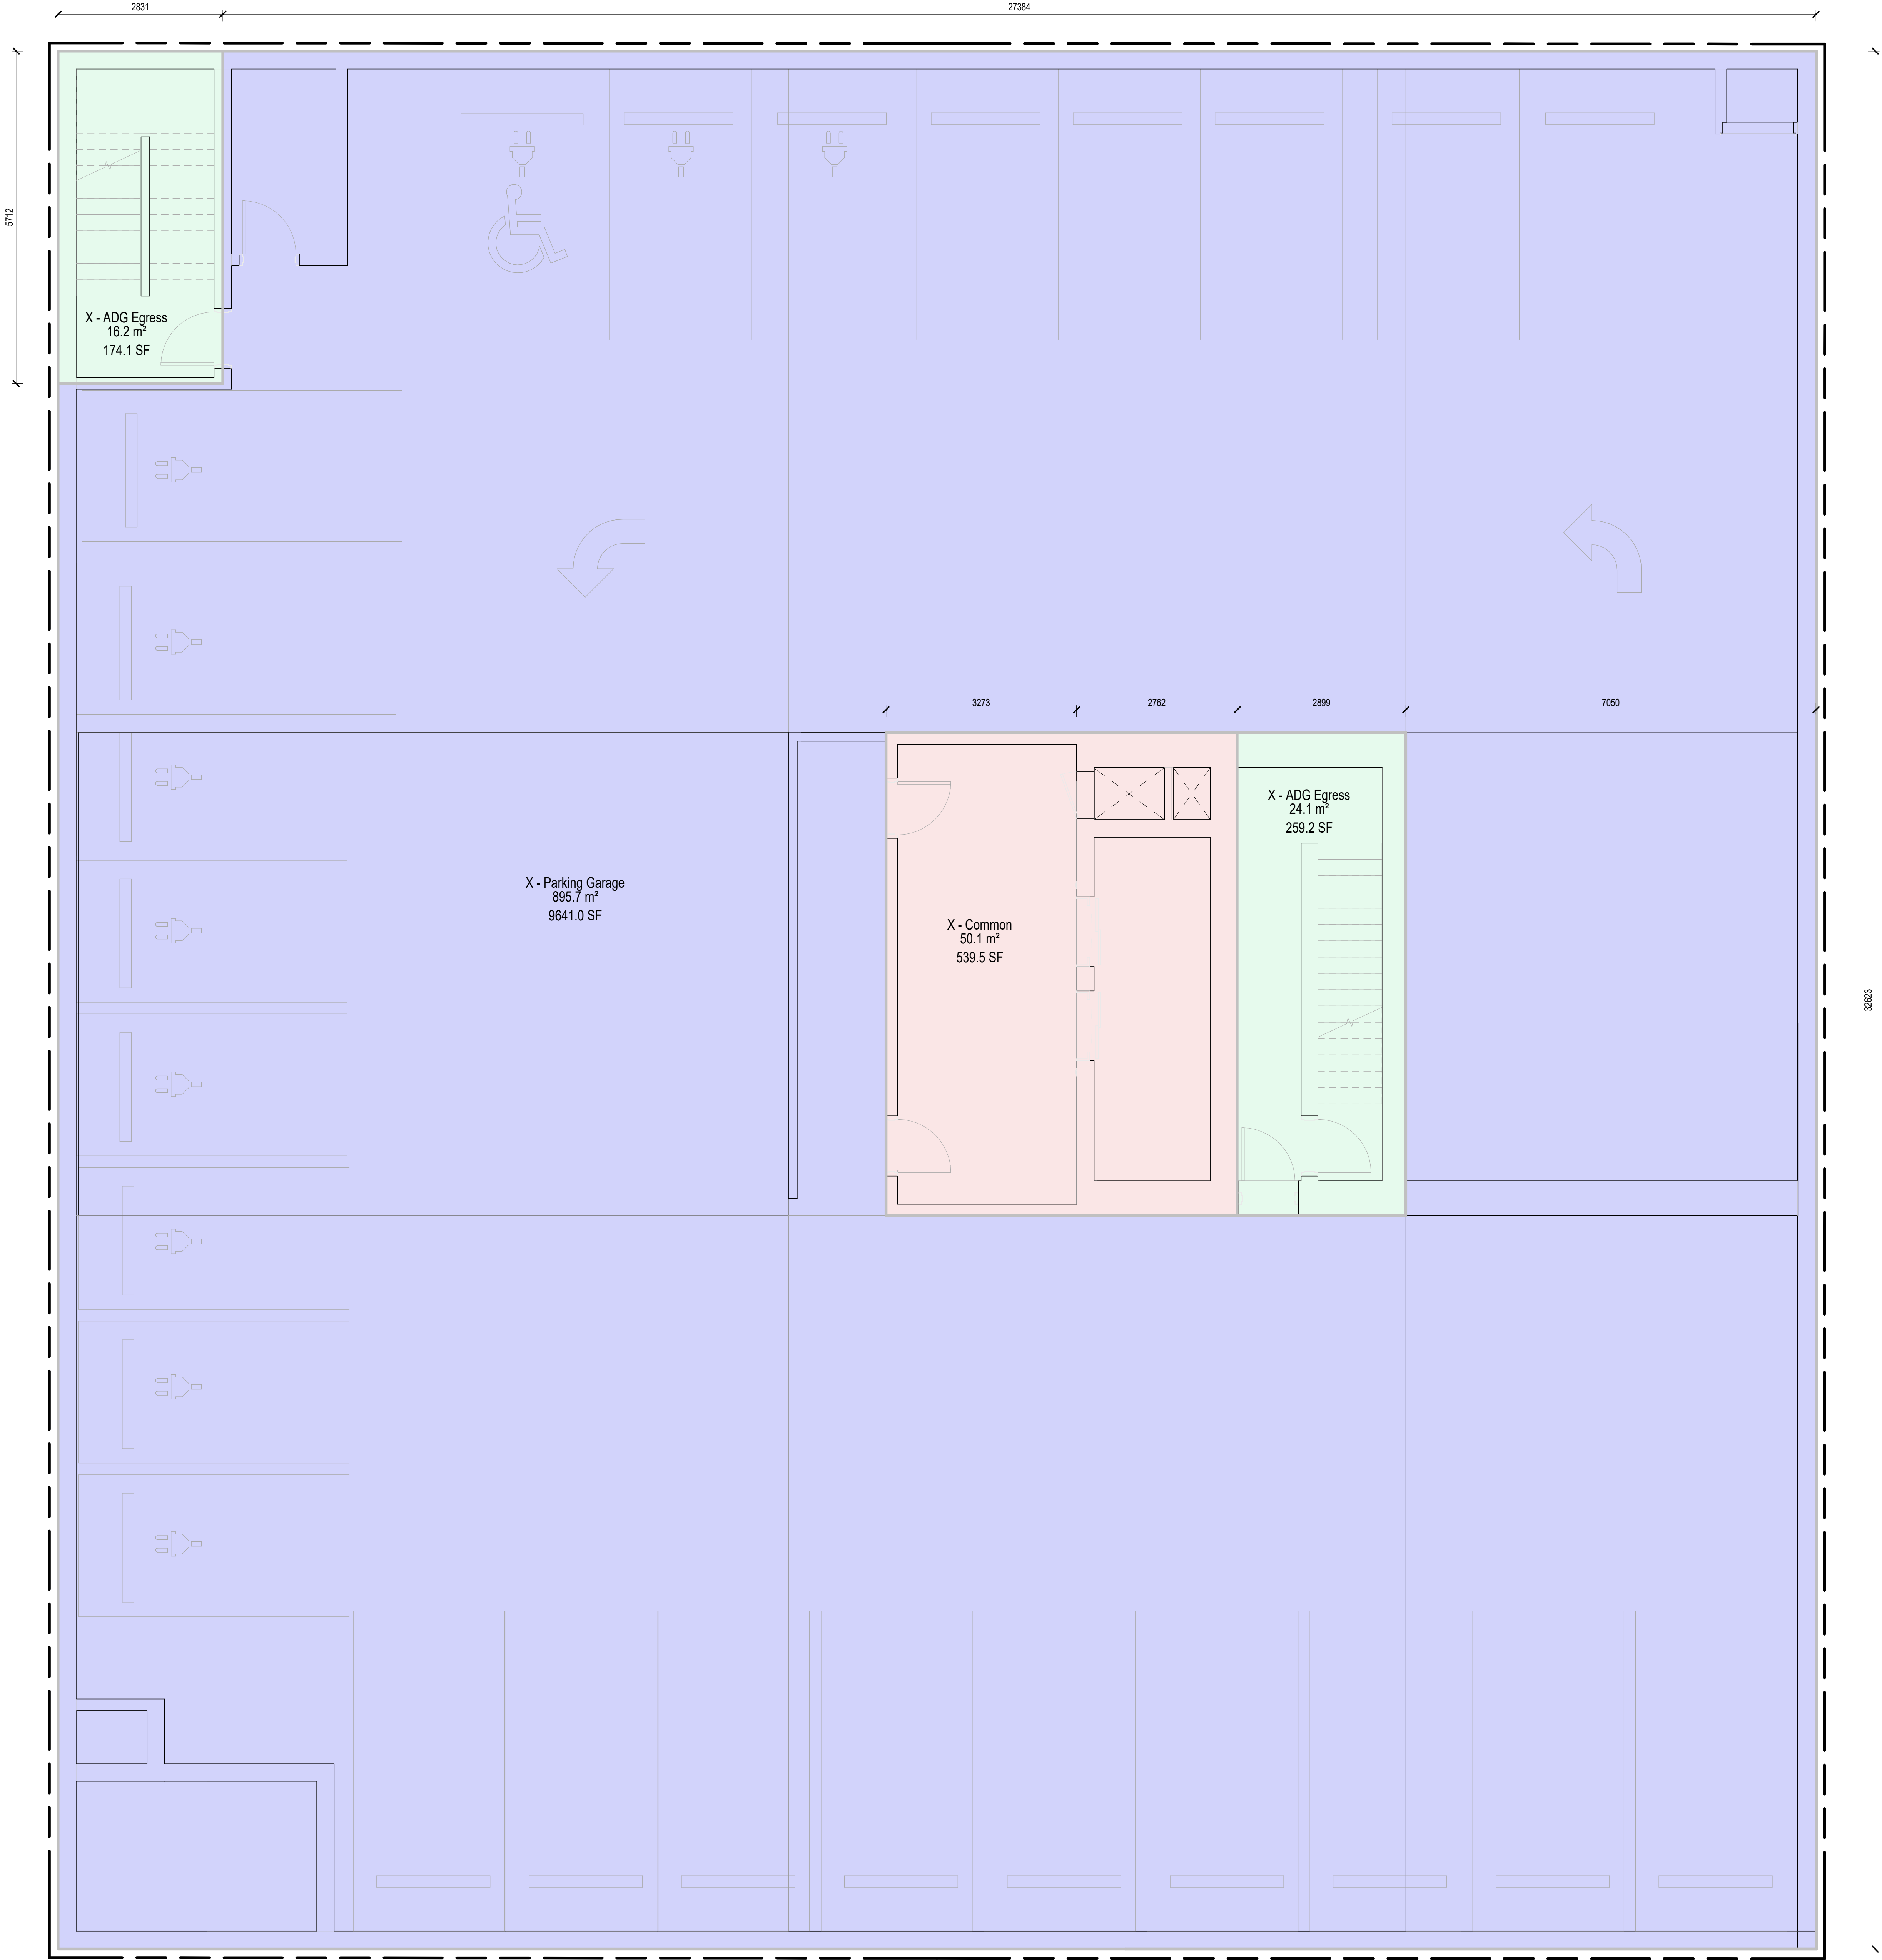 2831
27384
5712
X - ADG Egress
16.2 m²
174.1 SF
3273
2762
2899
7050
X - ADG Egress
24.1 m²
259.2 SF
X - Parking Garage
895.7 m²
9641.0 SF
X - Common
50.1 m²
539.5 SF
32623